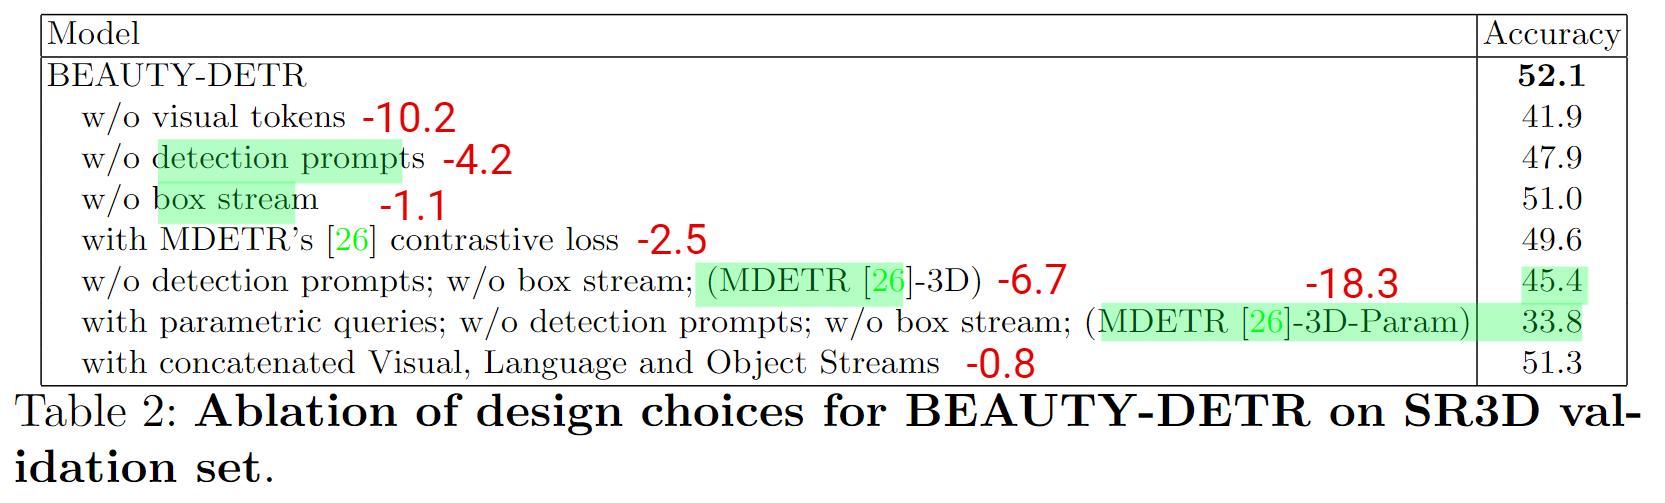 Model Accuracy
BEAUTY-DETR 52.1
w/o visual tokens -10.2 41.9
w/o detection prompts -4.2 47.9
w/o box stream -1.1 51.0
with MDETR's [26] contrastive loss -2.5 49.6
w/o detection prompts; w/o box stream; (MDETR [26]-3D) -6.7 -18.3 45.4
with parametric queries; w/o detection prompts; w/o box stream; (MDETR [26]-3D-Param) 33.8
with concatenated Visual, Language and Object Streams -0.8 51.3
Table 2: Ablation of design choices for BEAUTY-DETR on SR3D val-
idation set.